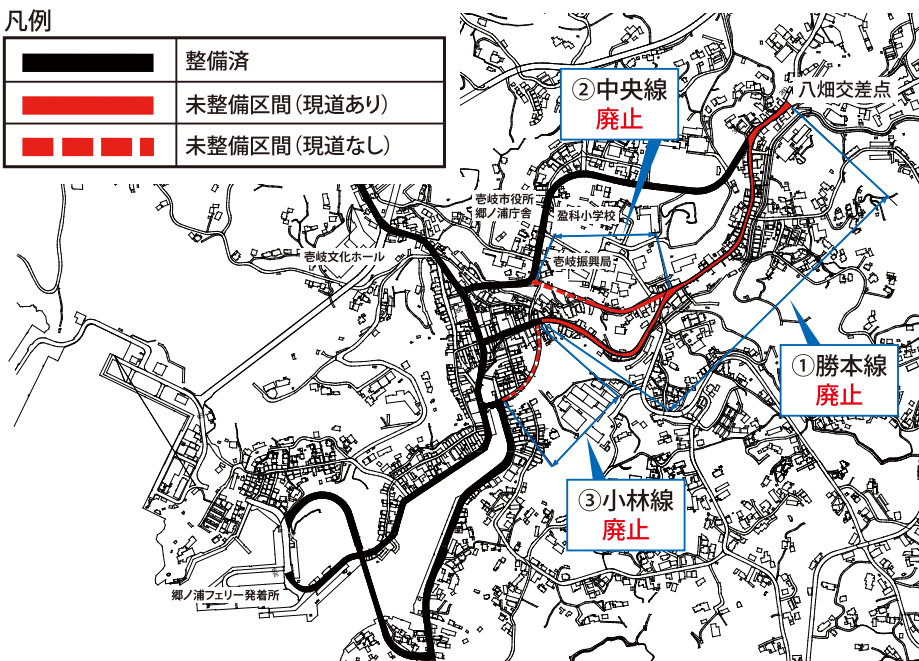 凡例
整備済
未整備区間（現道あり）
未整備区間（現道なし）
②中央線
廃止
八畑交差点
壱岐市役所
郷ノ浦庁舎
盈科小学校
壱岐文化ホール
壱岐振興局
①勝本線
廃止
③小林線
廃止
郷ノ浦フェリー発着所